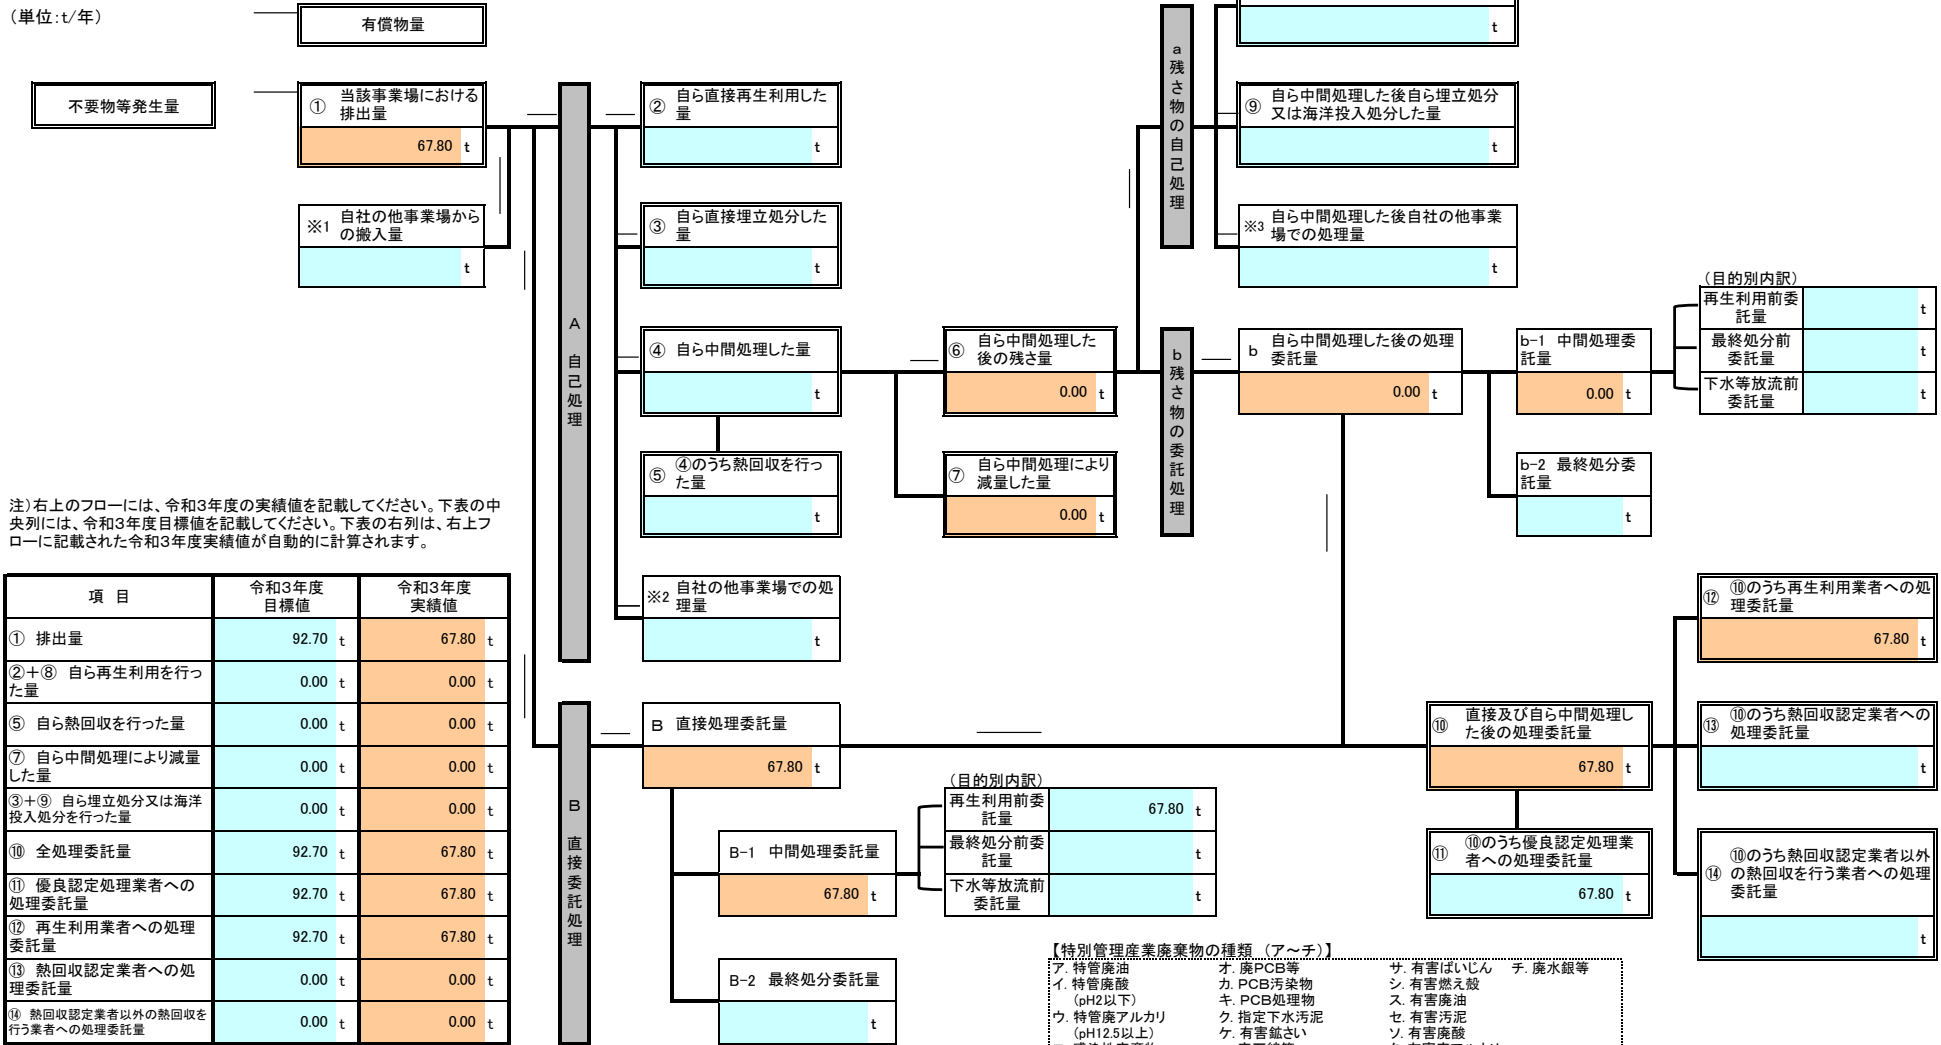 (単位:t/年)
有償物量
t
不要物等発生量
① 当該事業場における
排出量
67.80 t
※1 自社の他事業場から
の搬入量
t
A
自
己
処
理
② 自ら直接再生利用した
量
t
③ 自ら直接埋立処分した
量
t
④ 自ら中間処理した量
t
⑤ ④のうち熱回収を行っ
た量
t
※2 自社の他事業場での処
理量
t
⑥ 自ら中間処理した
後の残さ量
0.00 t
⑦ 自ら中間処理により
減量した量
0.00 t
a
残
さ
物
の
自
己
処
理
⑨ 自ら中間処理した後自ら埋立処分
又は海洋投入処分した量
t
※3 自ら中間処理した後自社の他事業
場での処理量
t
b
残
さ
物
の
委
託
処
理
b 自ら中間処理した後の処理
委託量
0.00 t
b-1 中間処理委
託量
0.00 t
b-2 最終処分委
託量
t
(目的別内訳)
再生利用前委
託量
t
最終処分前
委託量
t
下水等放流前
委託量
t
注)右上のフローには、令和3年度の実績値を記載してください。下表の中
央列には、令和3年度目標値を記載してください。下表の右列は、右上フ
ローに記載された令和3年度実績値が自動的に計算されます。
項 目
令和3年度
目標値
令和3年度
実績値
① 排出量 92.70 t 67.80 t
②+⑧ 自ら再生利用を行っ
た量
0.00 t 0.00 t
⑤ 自ら熱回収を行った量 0.00 t 0.00 t
⑦ 自ら中間処理により減量
した量
0.00 t 0.00 t
③+⑨ 自ら埋立処分又は海洋
投入処分を行った量
0.00 t 0.00 t
⑩ 全処理委託量 92.70 t 67.80 t
⑪ 優良認定処理業者への
処理委託量
92.70 t 67.80 t
⑫ 再生利用業者への処理
委託量
92.70 t 67.80 t
⑬ 熱回収認定業者への処
理委託量
0.00 t 0.00 t
⑭ 熱回収認定業者以外の熱回収を
行う業者への処理委託量
0.00 t 0.00 t
B
直
接
委
託
処
理
B 直接処理委託量
67.80 t
B-1 中間処理委託量
67.80 t
B-2 最終処分委託量
t
(目的別内訳)
再生利用前委
託量
67.80 t
最終処分前委
託量
t
下水等放流前
委託量
t
⑩ 直接及び自ら中間処理し
た後の処理委託量
67.80 t
⑪ ⑩のうち優良認定処理業
者への処理委託量
67.80 t
⑫ ⑩のうち再生利用業者への処
理委託量
67.80 t
⑬ ⑩のうち熱回収認定業者への
処理委託量
t
⑭ ⑩のうち熱回収認定業者以外
の熱回収を行う業者への処理
委託量
t
【特別管理産業廃棄物の種類 (ア~チ)】
ア. 特管廃油 オ. 廃PCB等 サ. 有害ばいじん チ. 廃水銀等
イ. 特管廃酸 カ. PCB汚染物 シ. 有害燃え殻
(pH2以下) キ. PCB処理物 ス. 有害廃油
ウ. 特管廃アルカリ ク. 指定下水汚泥 セ. 有害汚泥
(pH12.5以上) ケ. 有害鉱さい ソ. 有害廃酸